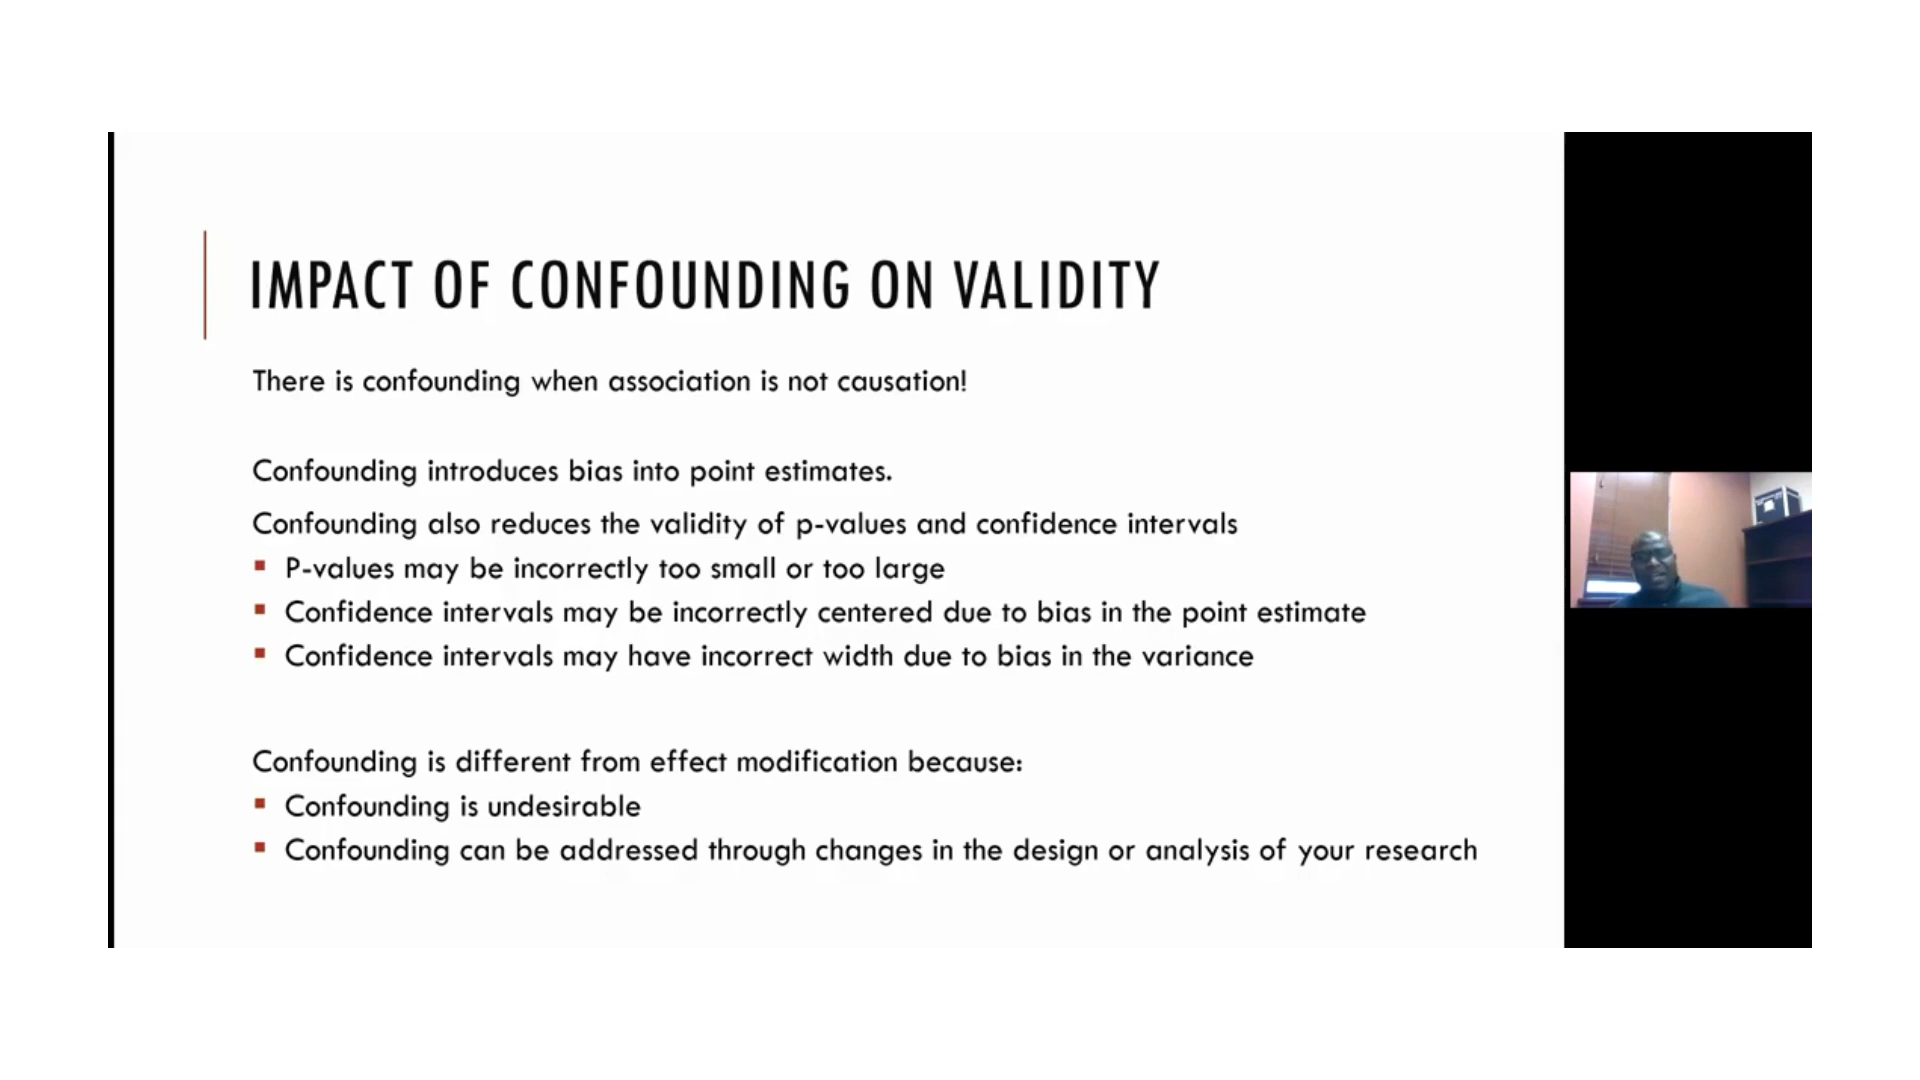 IMPACT OF CONFOUNDING ON VALIDITY
There is confounding when association is not causation!
Confounding introduces bias into point estimates.
Confounding also reduces the validity of p-values and confidence intervals
▪ P-values may be incorrectly too small or too large
▪ Confidence intervals may be incorrectly centered due to bias in the point estimate
▪ Confidence intervals may have incorrect width due to bias in the variance
Confounding is different from effect modification because:
▪ Confounding is undesirable
▪ Confounding can be addressed through changes in the design or analysis of your research